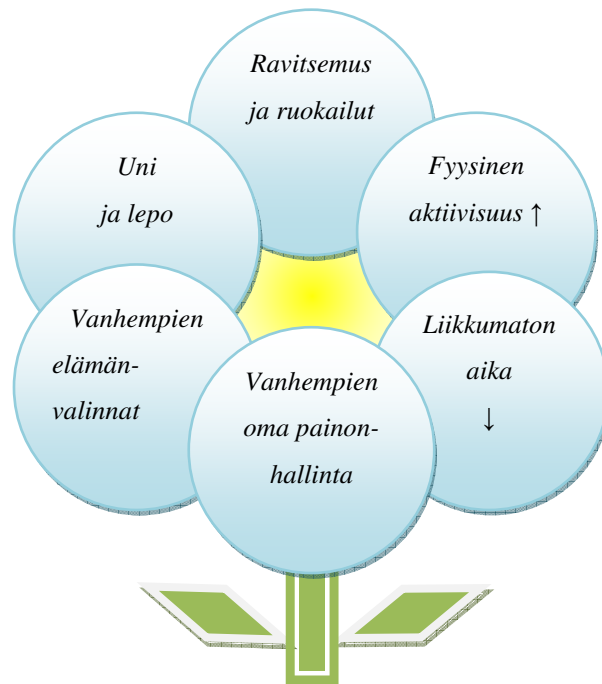 Ravitsemus
ja ruokailut
Uni
ja lepo
Fyysinen
aktiivisuus ↑
Vanhempien
elämän-
valinnat
Liikkumaton
aika
↓
Vanhempien
oma painon-
hallinta